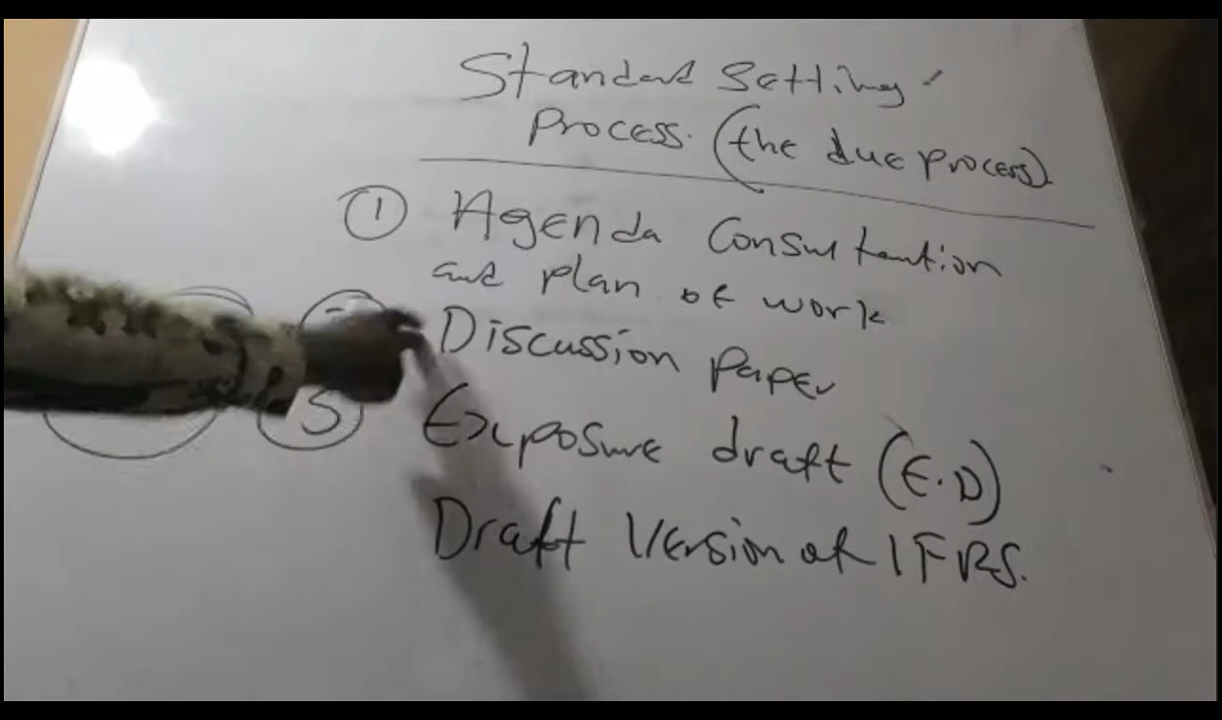 Standard Setting
Process. (the due process)
① Agenda Consultation
and plan of work
Discussion Paper
Exposure draft (E.D)
Draft Version of IFRS.